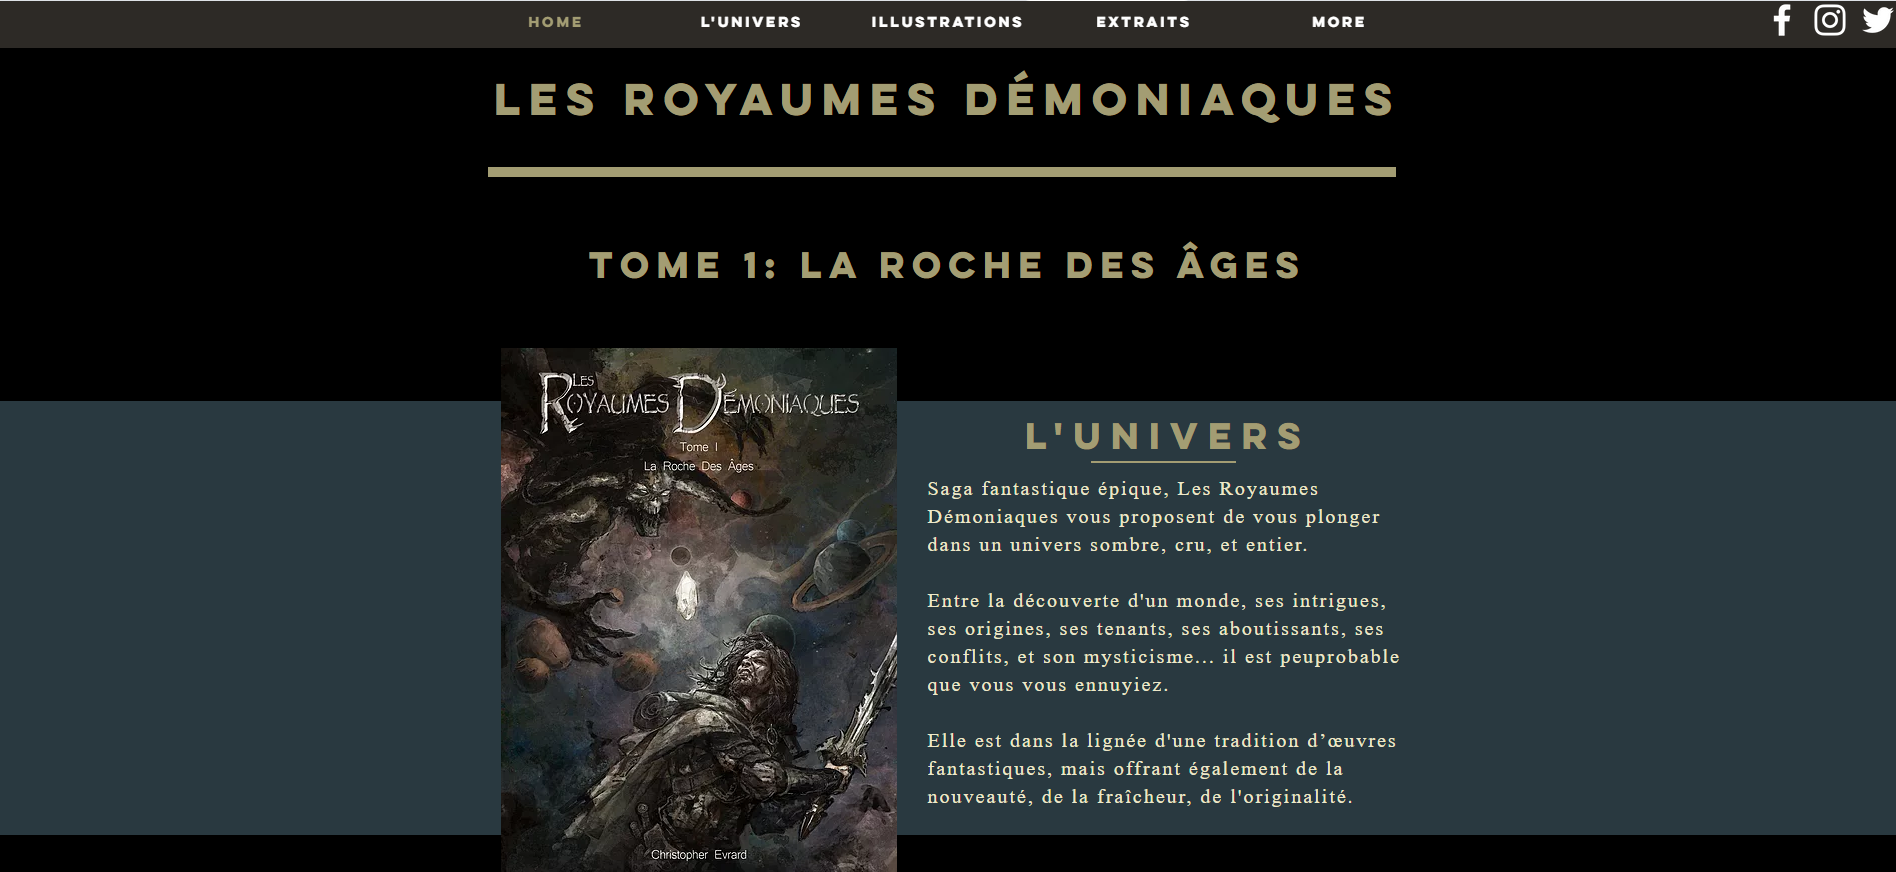 HOME L'UNIVERS ILLUSTRATIONS EXTRAITS MORE
LES ROYAUMES DÉMONIAQUES
TOME 1: LA ROCHE DES ÂGES
LES
ROYAUMES DÉMONIAQUES
Tome I
La Roche Des Âges
Christopher Evrard
L'UNIVERS
Saga fantastique épique, Les Royaumes
Démoniaques vous proposent de vous plonger
dans un univers sombre, cru, et entier.
Entre la découverte d'un monde, ses intrigues,
ses origines, ses tenants, ses aboutissants, ses
conflits, et son mysticisme... il est peuprobable
que vous vous ennuyiez.
Elle est dans la lignée d'une tradition d’œuvres
fantastiques, mais offrant également de la
nouveauté, de la fraîcheur, de l'originalité.